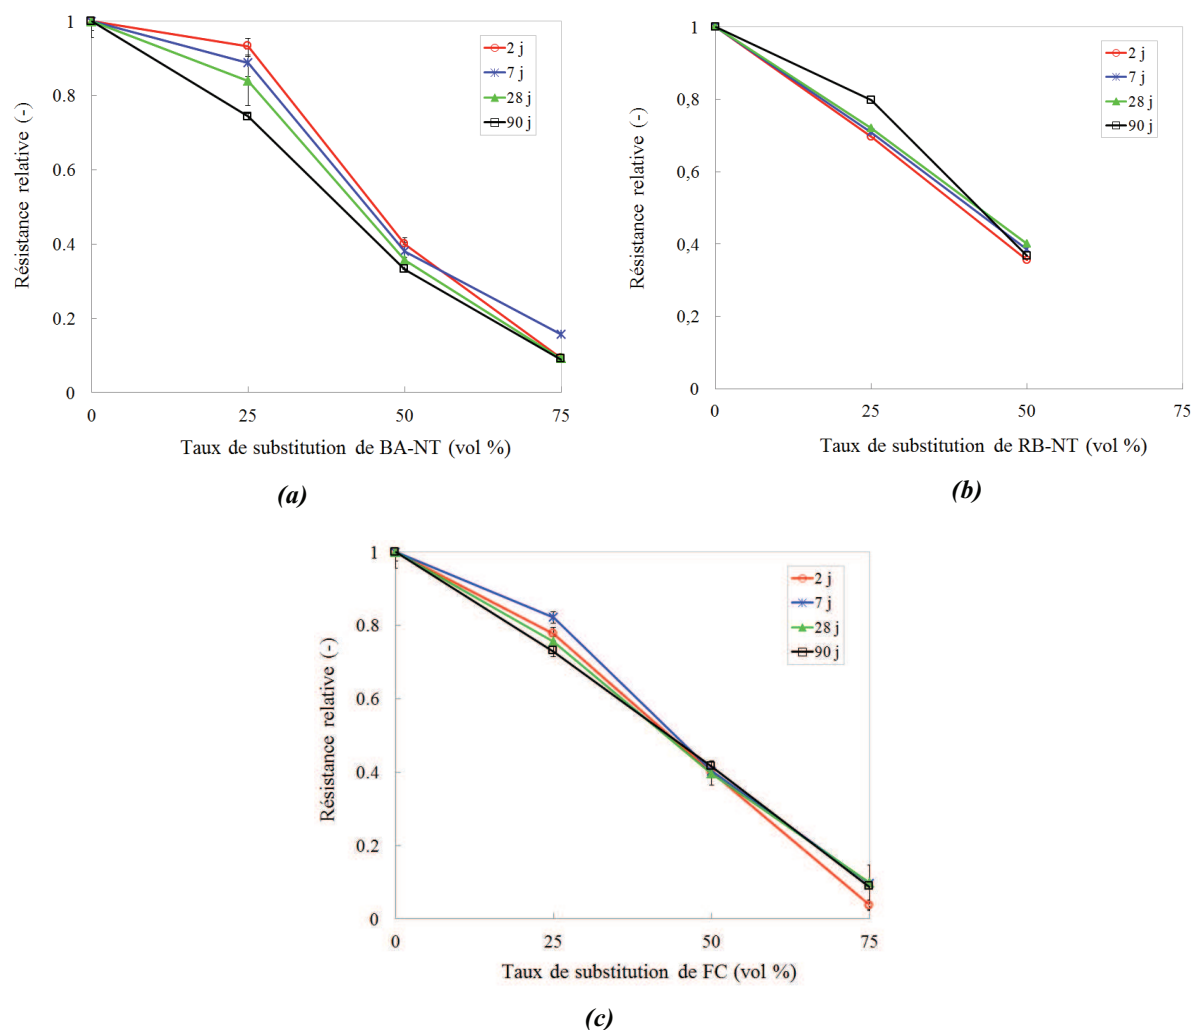 1
0.8
0.6
0.4
0.2
0
Résistance relative (-)
2 j
7 j
28 j
90 j
0 25 50 75
Taux de substitution de BA-NT (vol %)
(a)
1
0,8
0,6
0,4
0,2
0
Résistance relative (-)
2 j
7 j
28 j
90 j
0 25 50 75
Taux de substitution de RB-NT (vol %)
(b)
1
0.8
0.6
0.4
0.2
0
Résistance relative (-)
2 j
7 j
28 j
90 j
0 25 50 75
Taux de substitution de FC (vol %)
(c)